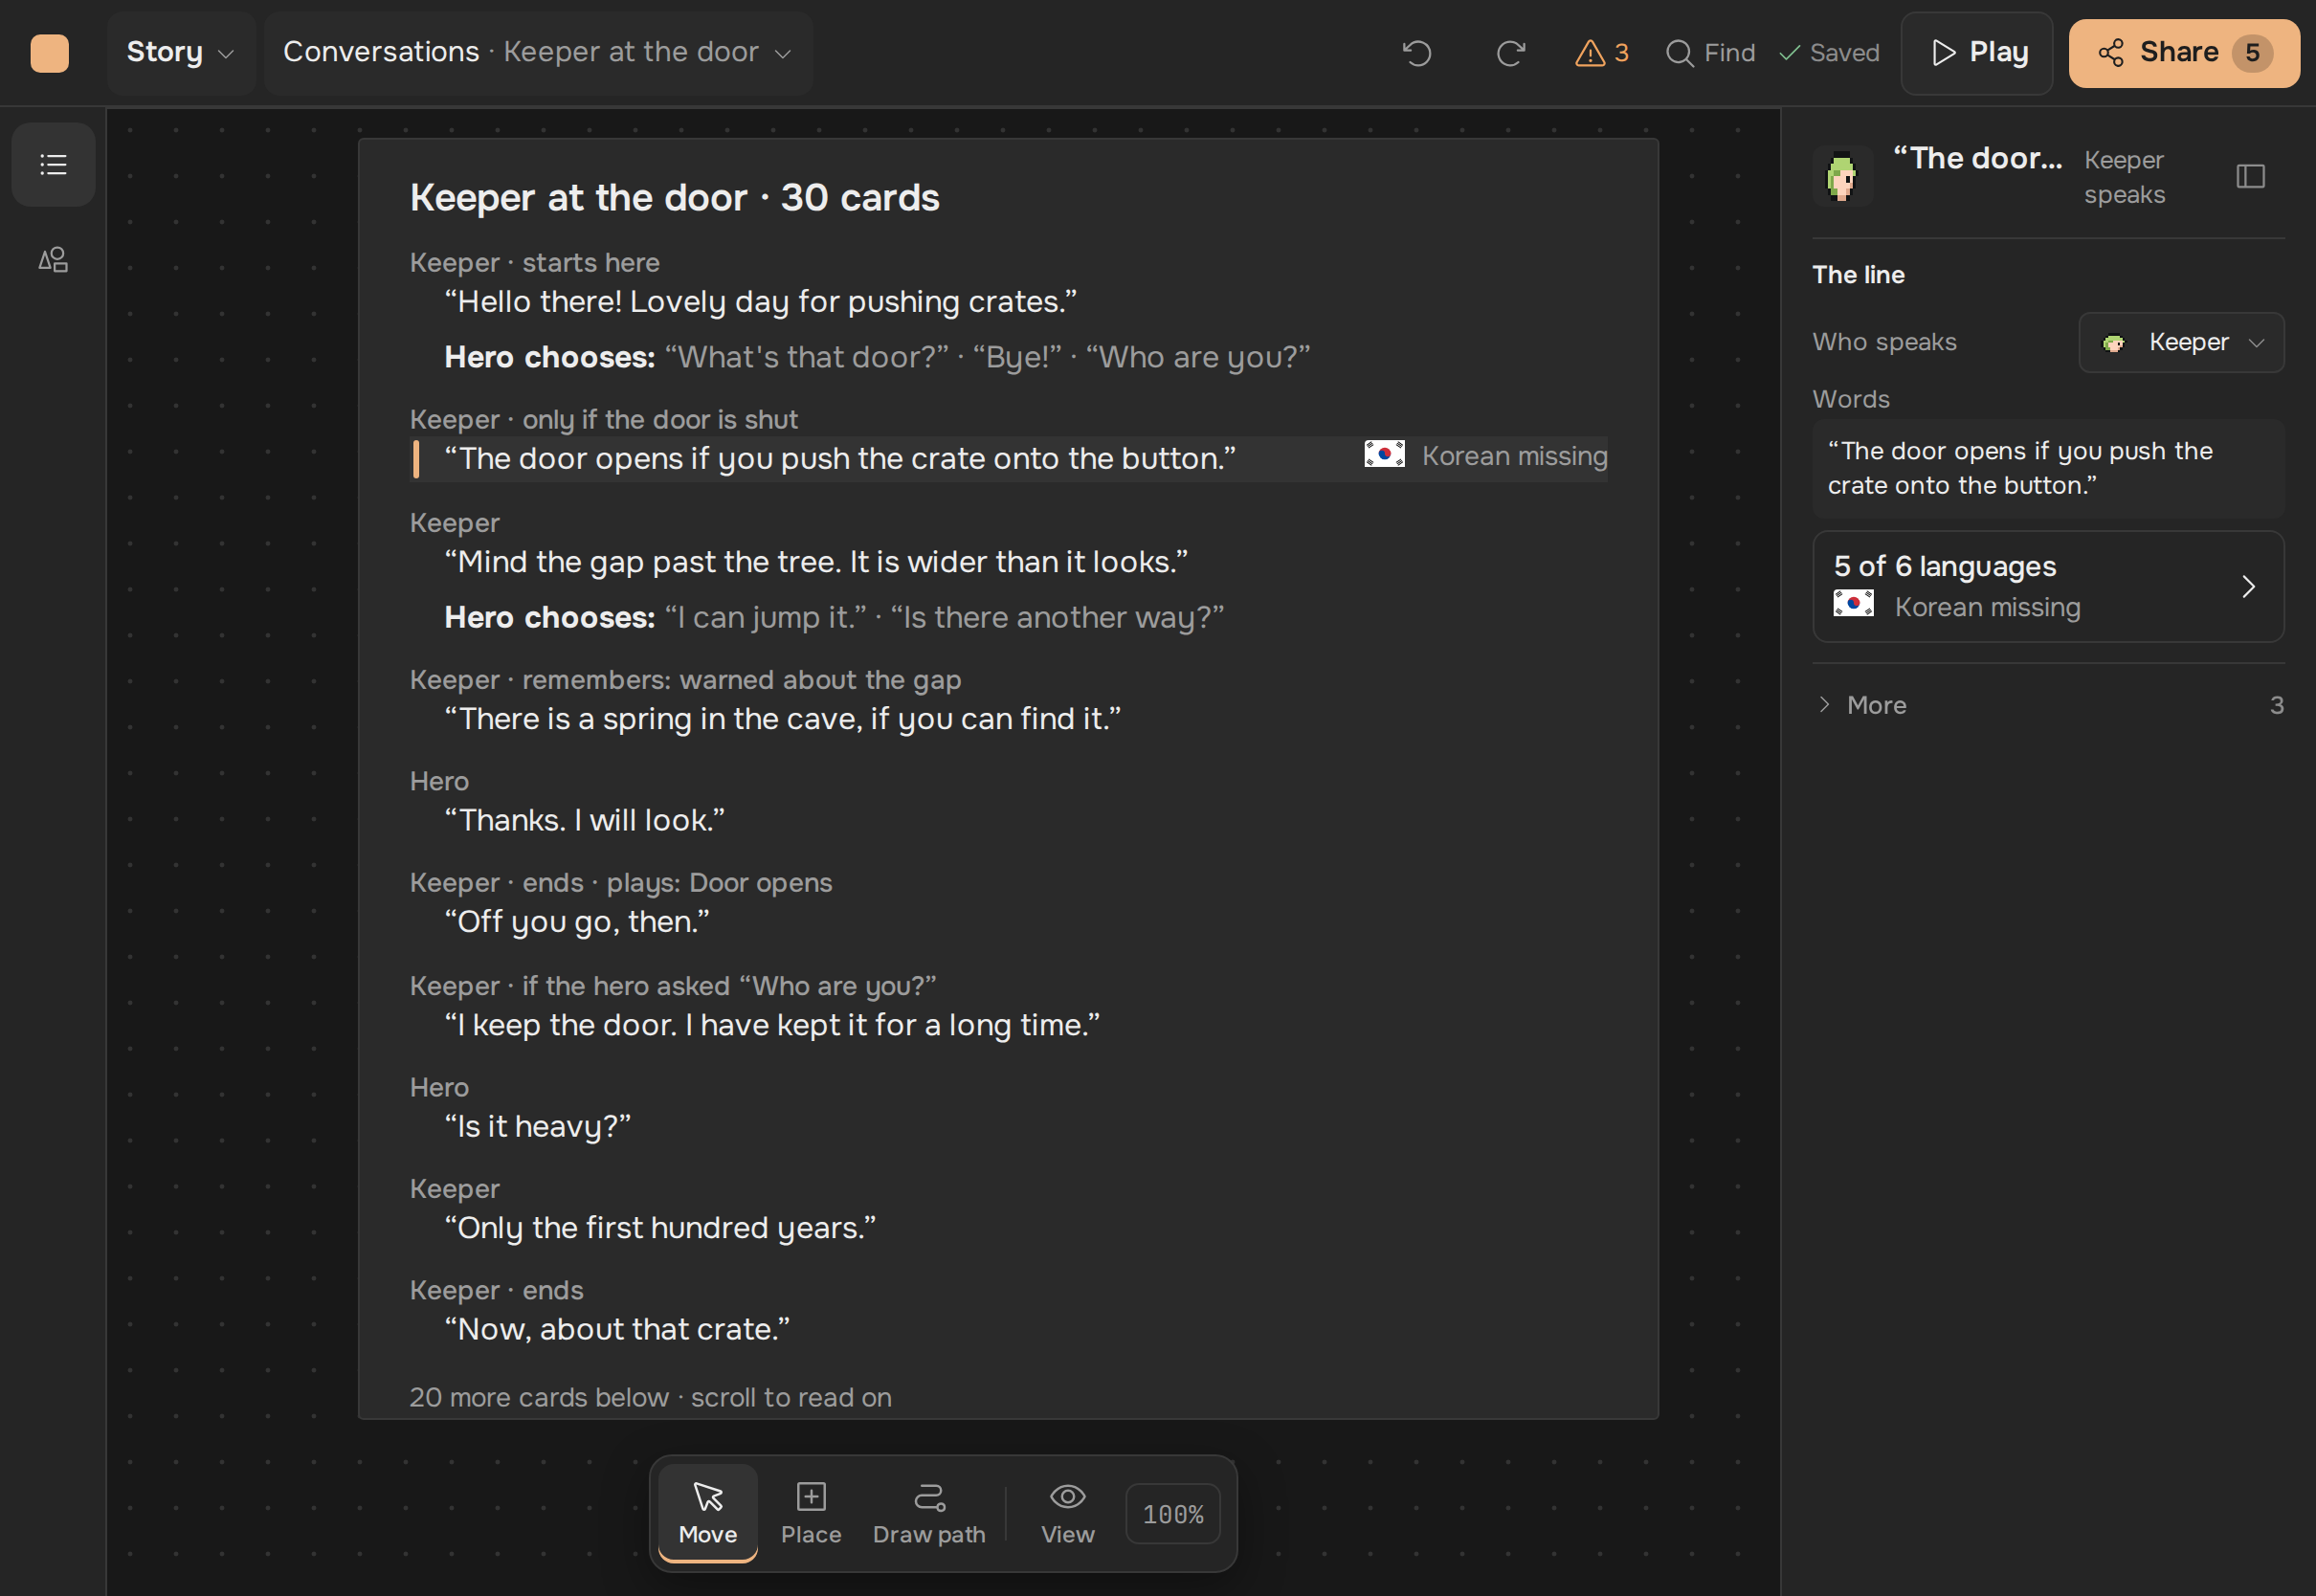 Story
Conversations · Keeper at the door
3
Find
Saved
Play
Share 5
Keeper at the door · 30 cards
Keeper · starts here
“Hello there! Lovely day for pushing crates.”
Hero chooses: “What's that door?” · “Bye!” · “Who are you?”
Keeper · only if the door is shut
“The door opens if you push the crate onto the button.”
Korean missing
Keeper
“Mind the gap past the tree. It is wider than it looks.”
Hero chooses: “I can jump it.” · “Is there another way?”
Keeper · remembers: warned about the gap
“There is a spring in the cave, if you can find it.”
Hero
“Thanks. I will look.”
Keeper · ends · plays: Door opens
“Off you go, then.”
Keeper · if the hero asked “Who are you?”
“I keep the door. I have kept it for a long time.”
Hero
“Is it heavy?”
Keeper
“Only the first hundred years.”
Keeper · ends
“Now, about that crate.”
20 more cards below · scroll to read on
Move
Place
Draw path
View
100%
“The door…
Keeper
speaks
The line
Who speaks
Keeper
Words
“The door opens if you push the
crate onto the button.”
5 of 6 languages
Korean missing
More
3